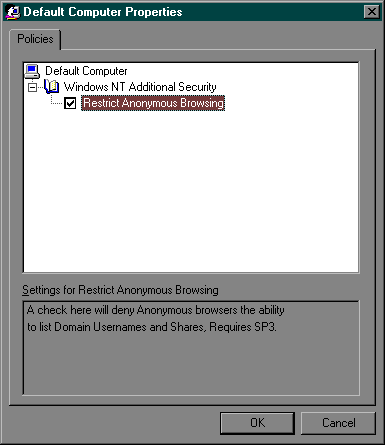 Default Computer Properties
Policies
Default Computer
Windows NT Additional Security
Restrict Anonymous Browsing
Settings for Restrict Anonymous Browsing
A check here will deny Anonymous browsers the ability
to list Domain Usernames and Shares, Requires SP3.
OK
Cancel